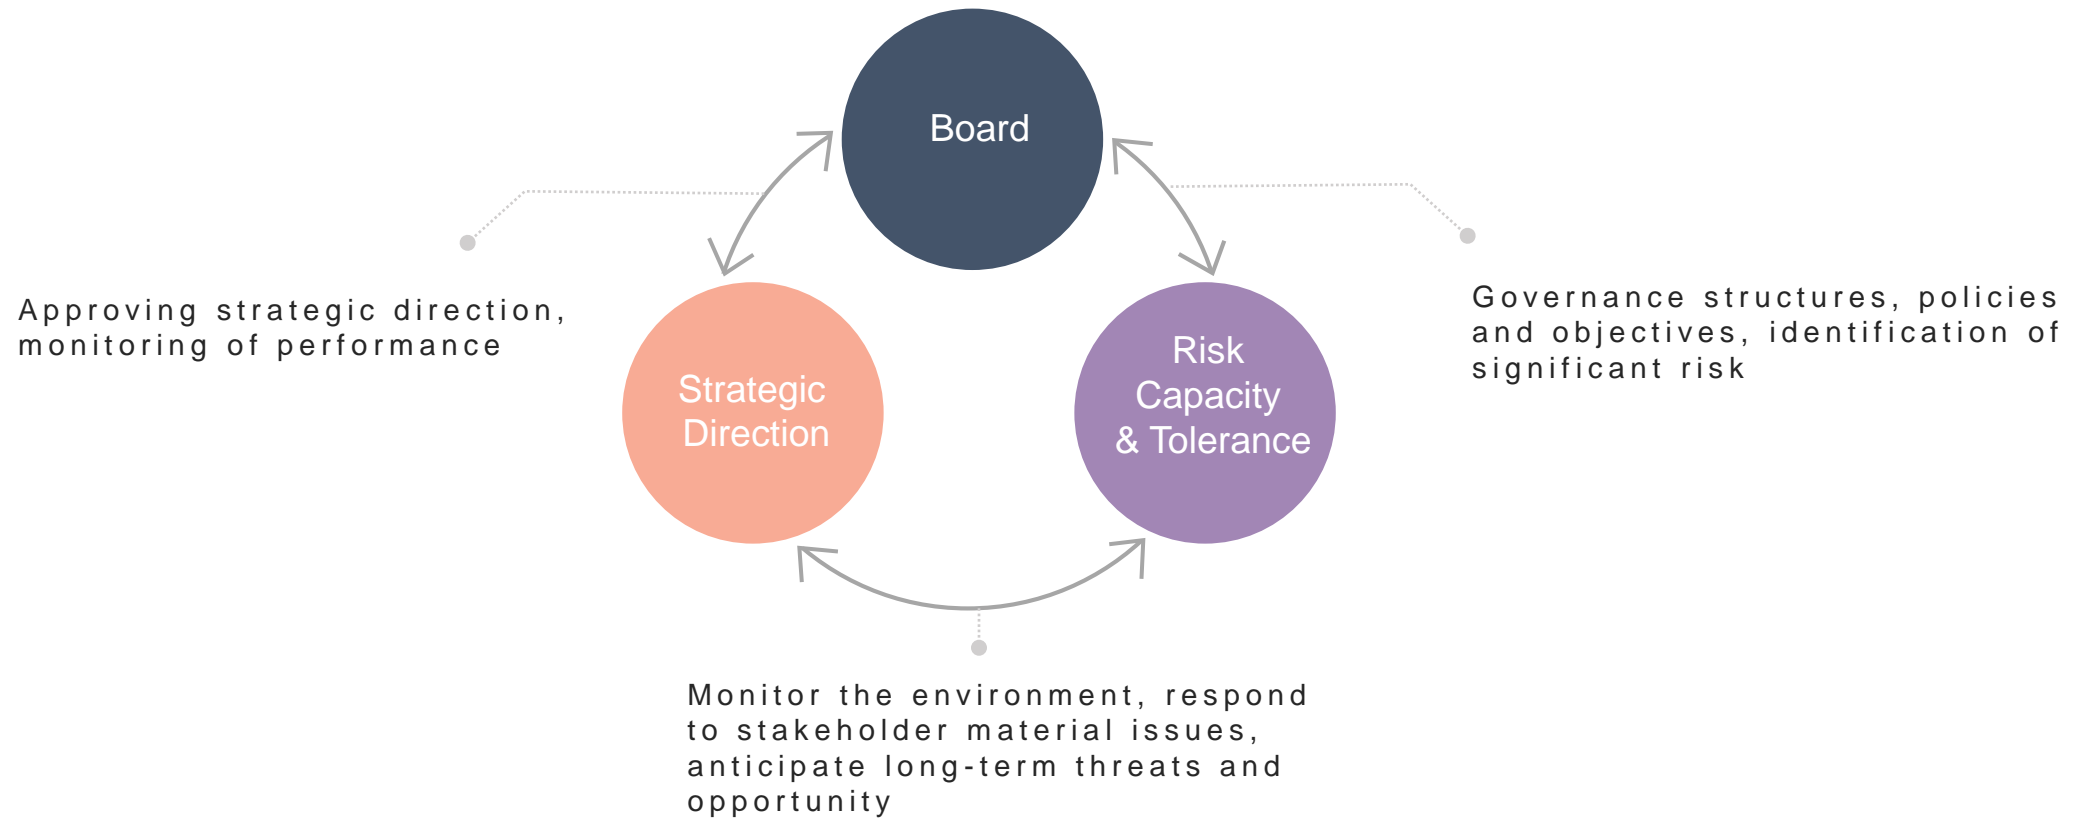 Board
Approving strategic direction,
monitoring of performance
Strategic
Direction
Risk
Capacity
& Tolerance
Governance structures, policies
and objectives, identification of
significant risk
Monitor the environment, respond
to stakeholder material issues,
anticipate long-term threats and
opportunity